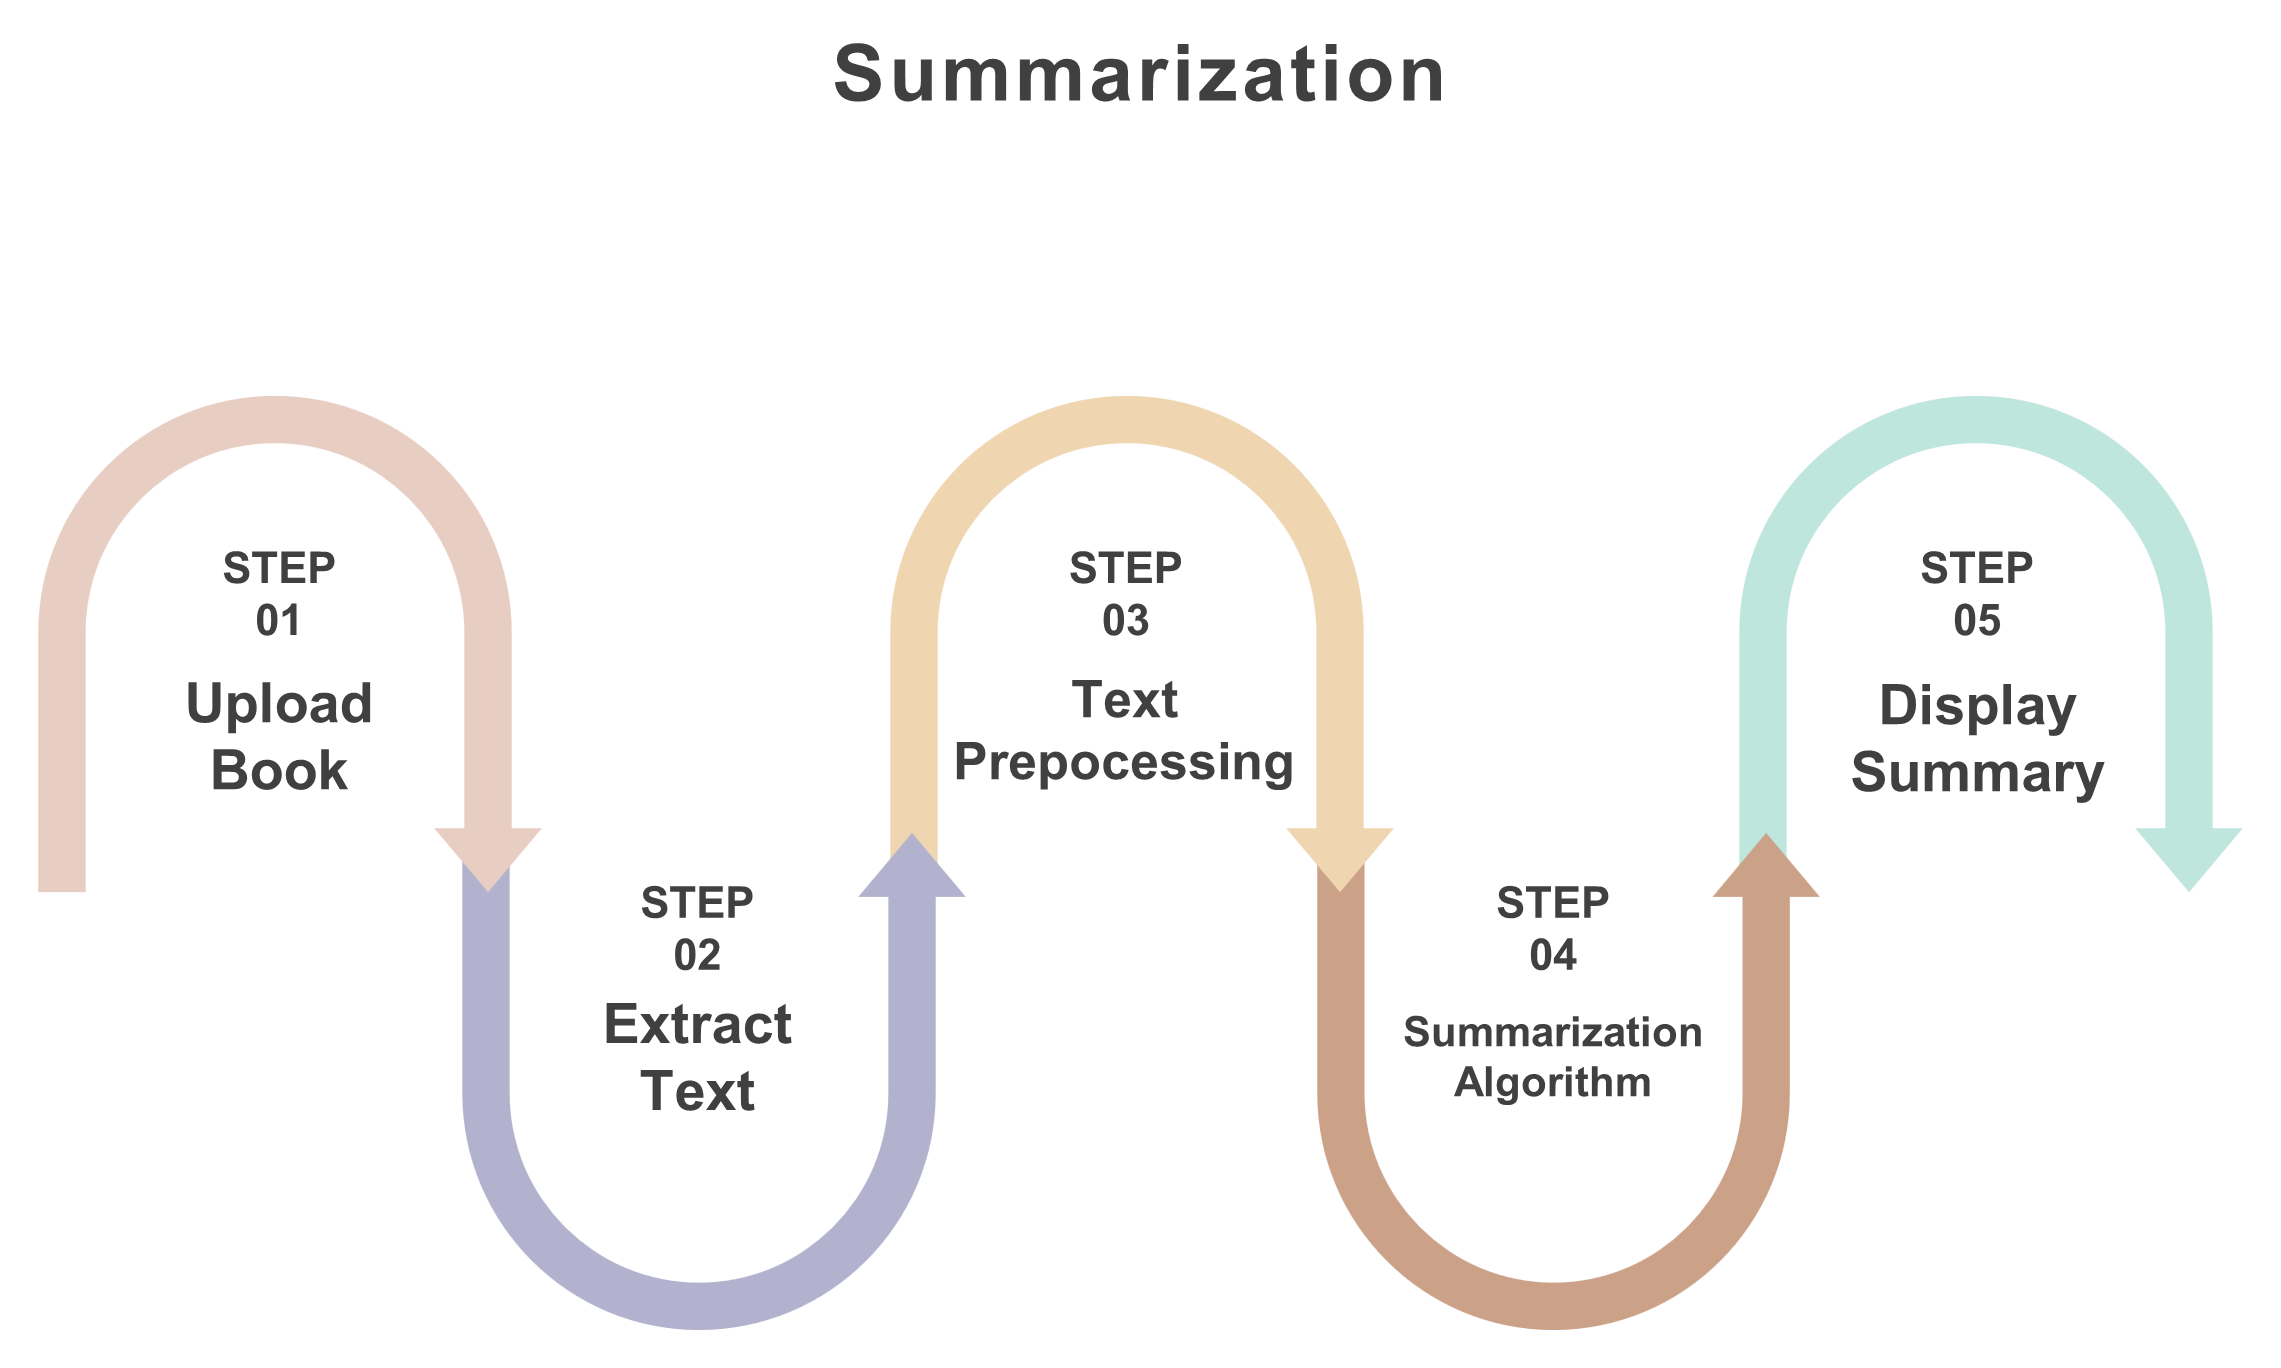 Summarization
STEP
01
Upload
Book
STEP
02
Extract
Text
STEP
03
Text
Prepocessing
STEP
04
Summarization
Algorithm
STEP
05
Display
Summary